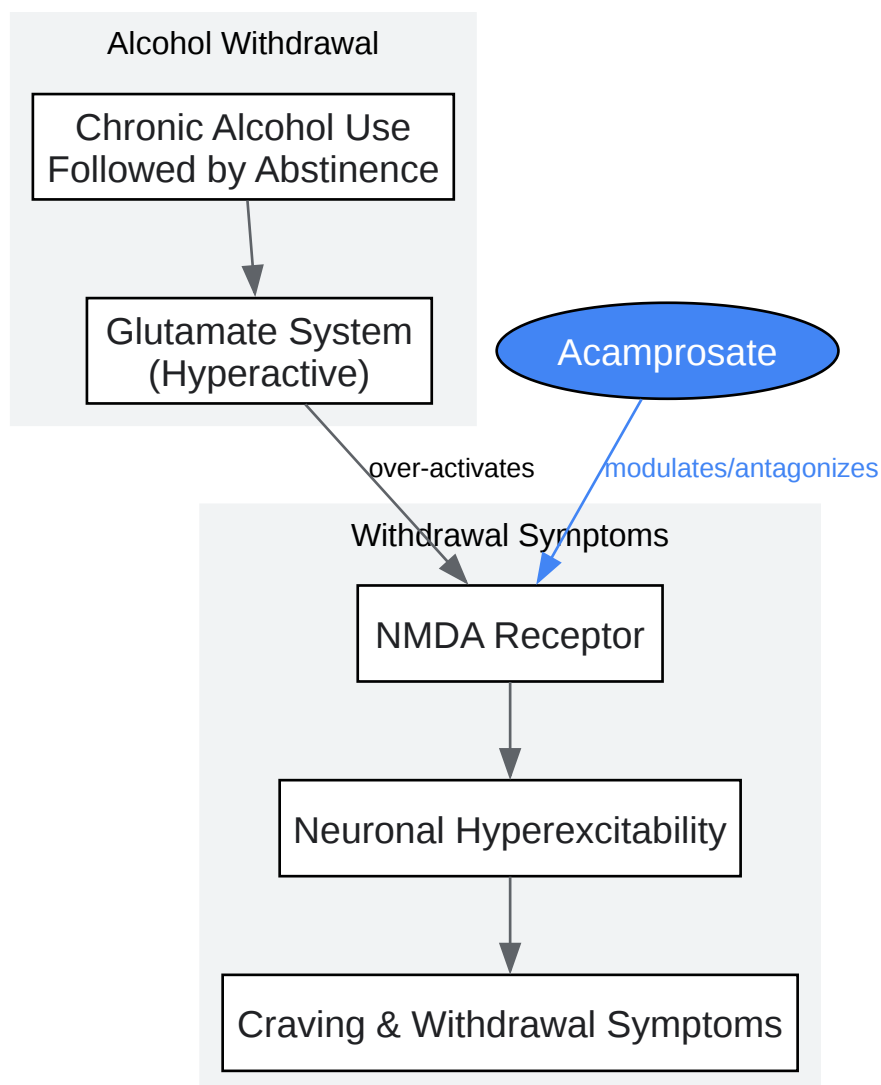 Alcohol Withdrawal
Chronic Alcohol Use
Followed by Abstinence
Glutamate System
(Hyperactive)
Acamprosate
over-activates
modulates/antagonizes
Withdrawal Symptoms
NMDA Receptor
Neuronal Hyperexcitability
Craving & Withdrawal Symptoms